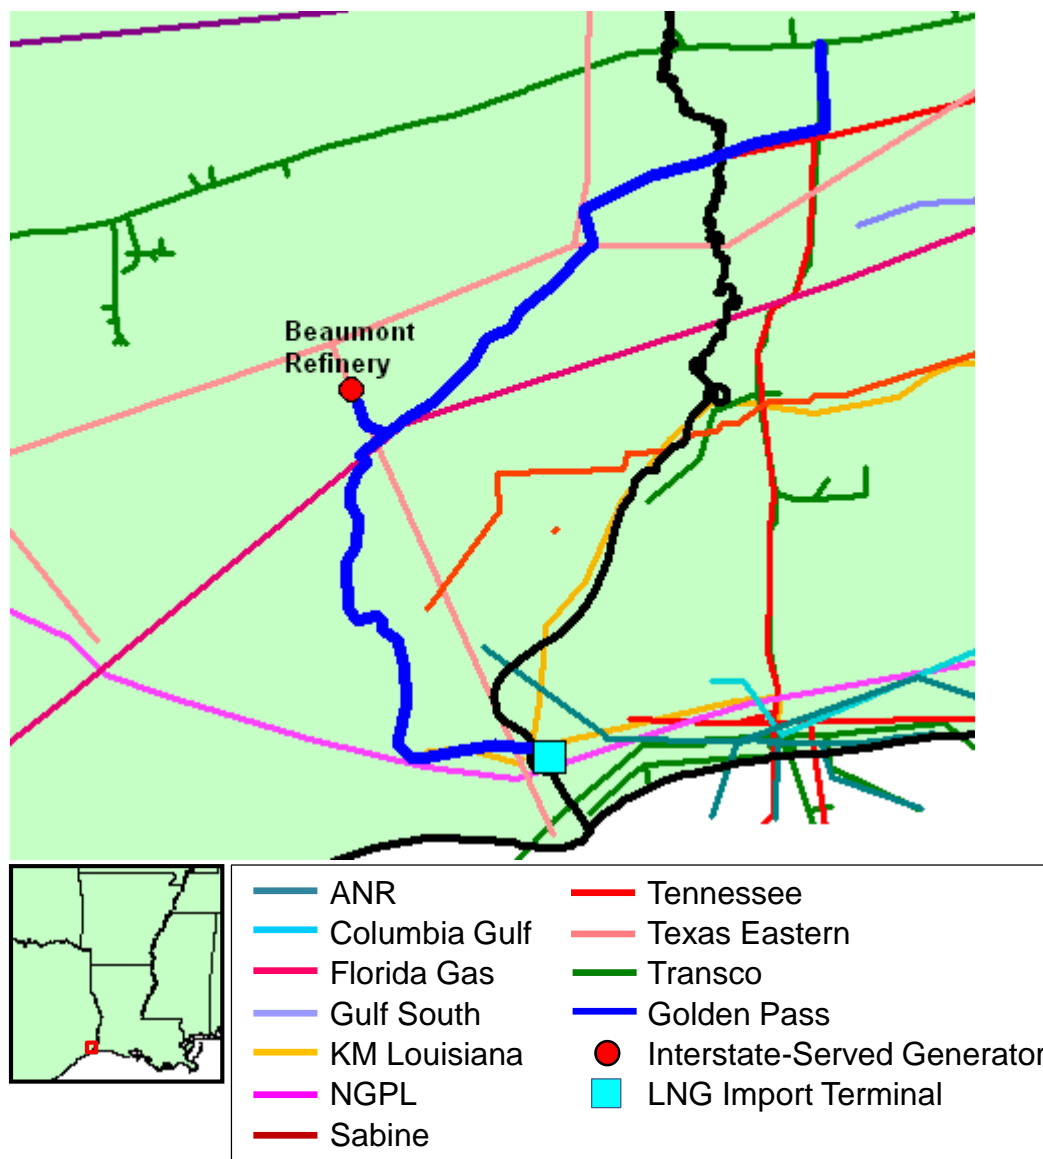 Beaumont
Refinery
ANR
Columbia Gulf
Florida Gas
Gulf South
KM Louisiana
NGPL
Sabine
Tennessee
Texas Eastern
Transco
Golden Pass
Interstate-Served Generator
LNG Import Terminal